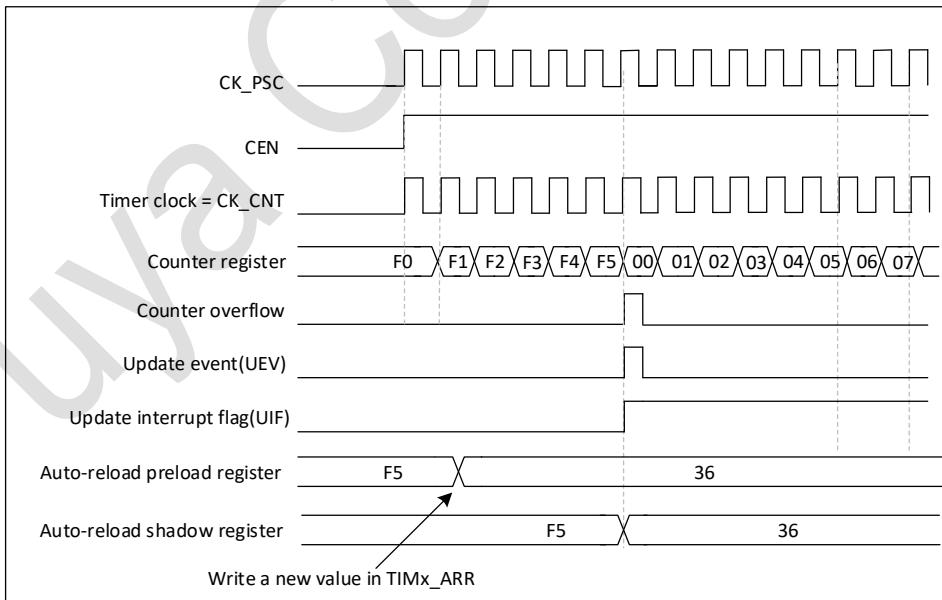 CK_PSC
CEN
Timer clock = CK_CNT
Counter register F0 F1 F2 F3 F4 F5 00 01 02 03 04 05 06 07
Counter overflow
Update event(UEV)
Update interrupt flag(UIF)
Auto-reload preload register F5 36
Auto-reload shadow register F5 36
Write a new value in TIMx_ARR
uya Co